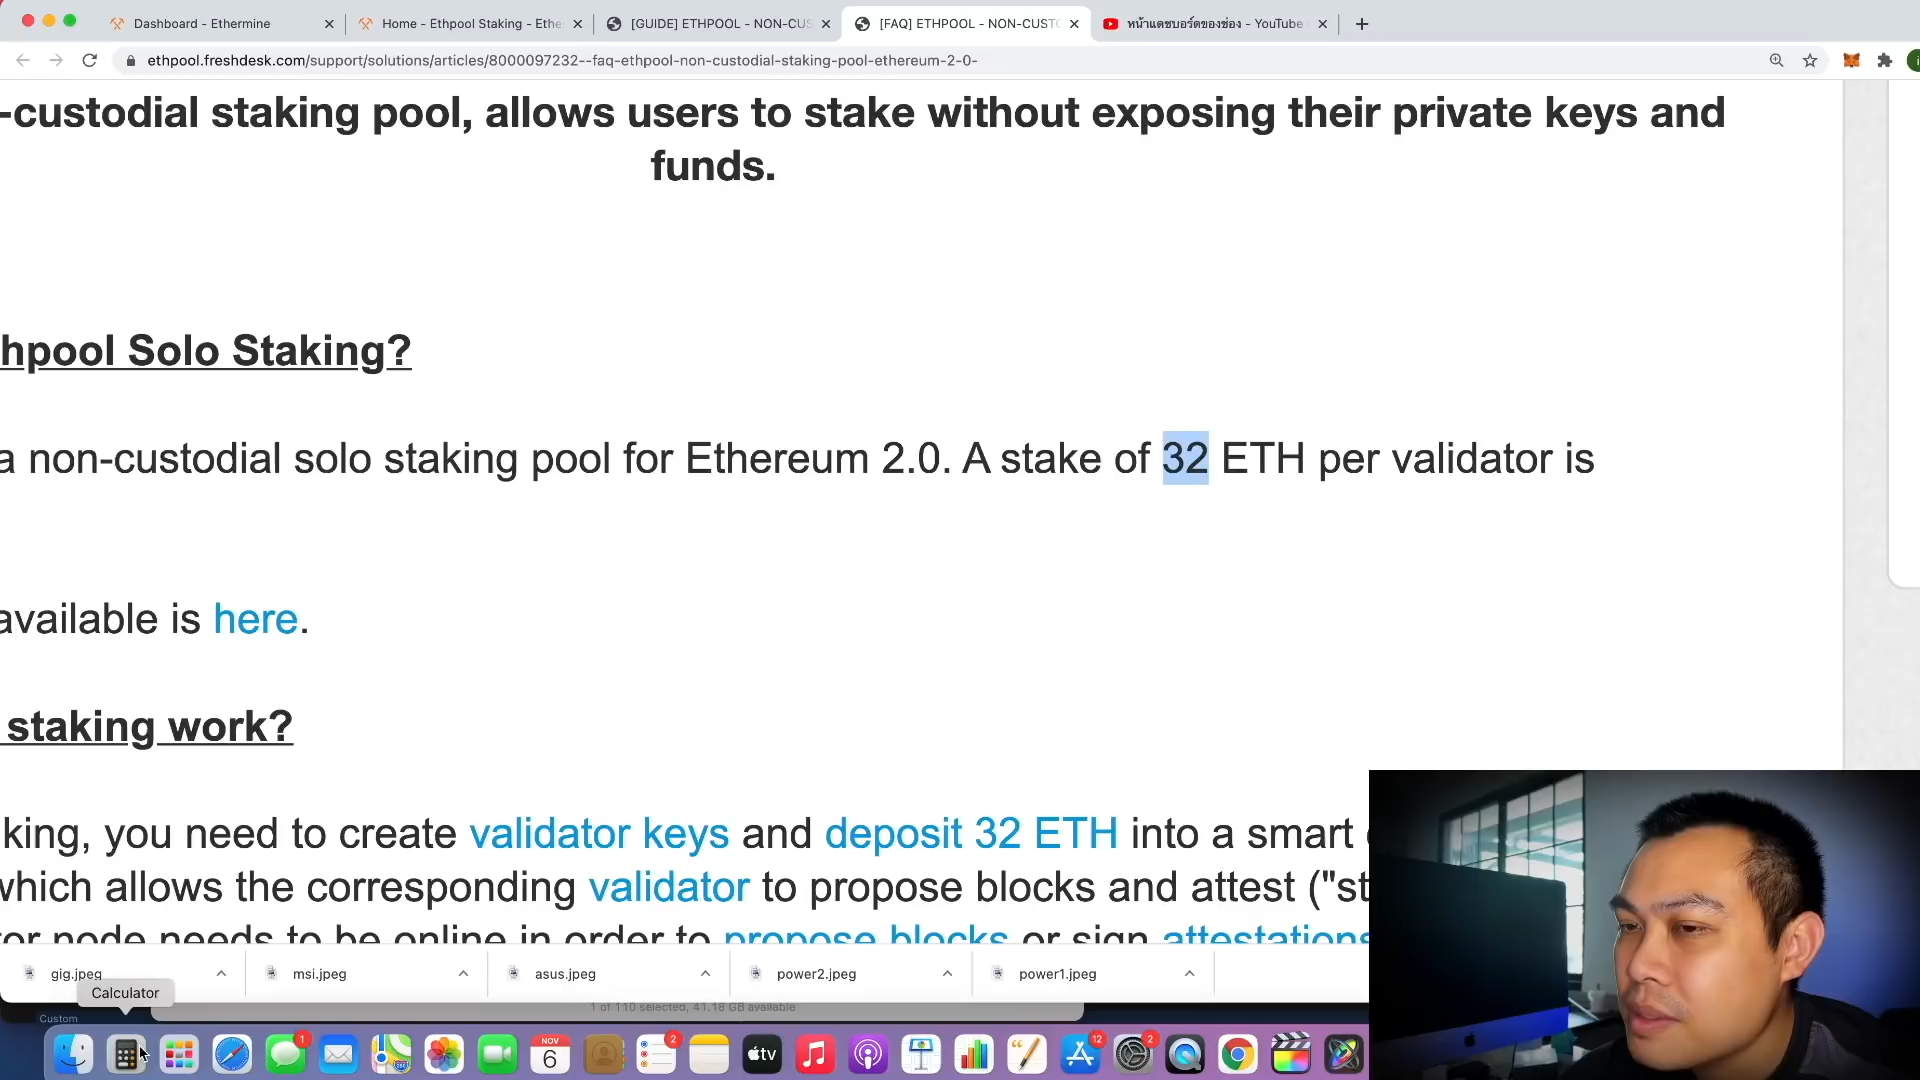 Dashboard - Ethermine
Home - Ethpool Staking - Ethe
[GUIDE] ETHPOOL - NON-CUS
[FAQ] ETHPOOL - NON-CUSTO
หน้าแดชบอร์ดของช่อง - YouTube
ethpool.freshdesk.com/support/solutions/articles/8000097232--faq-ethpool-non-custodial-staking-pool-ethereum-2-0-
-custodial staking pool, allows users to stake without exposing their private keys and
funds.
hpool Solo Staking?
a non-custodial solo staking pool for Ethereum 2.0. A stake of 32 ETH per validator is
available is here.
staking work?
king, you need to create validator keys and deposit 32 ETH into a smart
which allows the corresponding validator to propose blocks and attest ("st
or node needs to be online in order to propose blocks or sign attestations
gig.jpeg
msi.jpeg
asus.jpeg
power2.jpeg
power1.jpeg
Calculator
1 of 110 selected, 41.18 GB available
Custom
1
NOV
6
2
tv
12
2